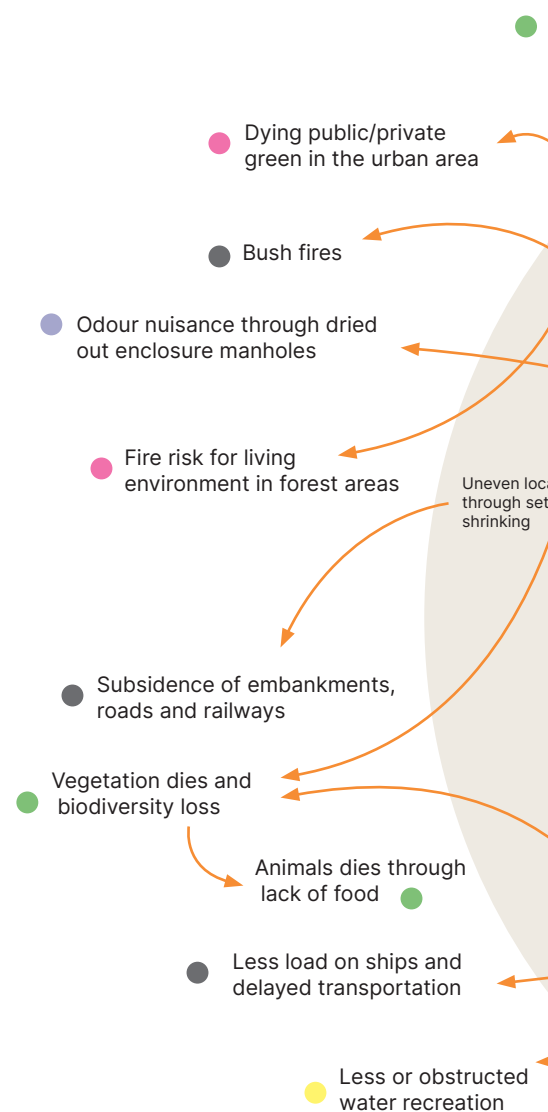 Dying public/private
green in the urban area
Bush fires
Odour nuisance through dried
out enclosure manholes
Fire risk for living
environment in forest areas
Uneven
through
shrinking
Subsidence of embankments,
roads and railways
Vegetation dies and
biodiversity loss
Animals dies through
lack of food
Less load on ships and
delayed transportation
Less or obstructed
water recreation